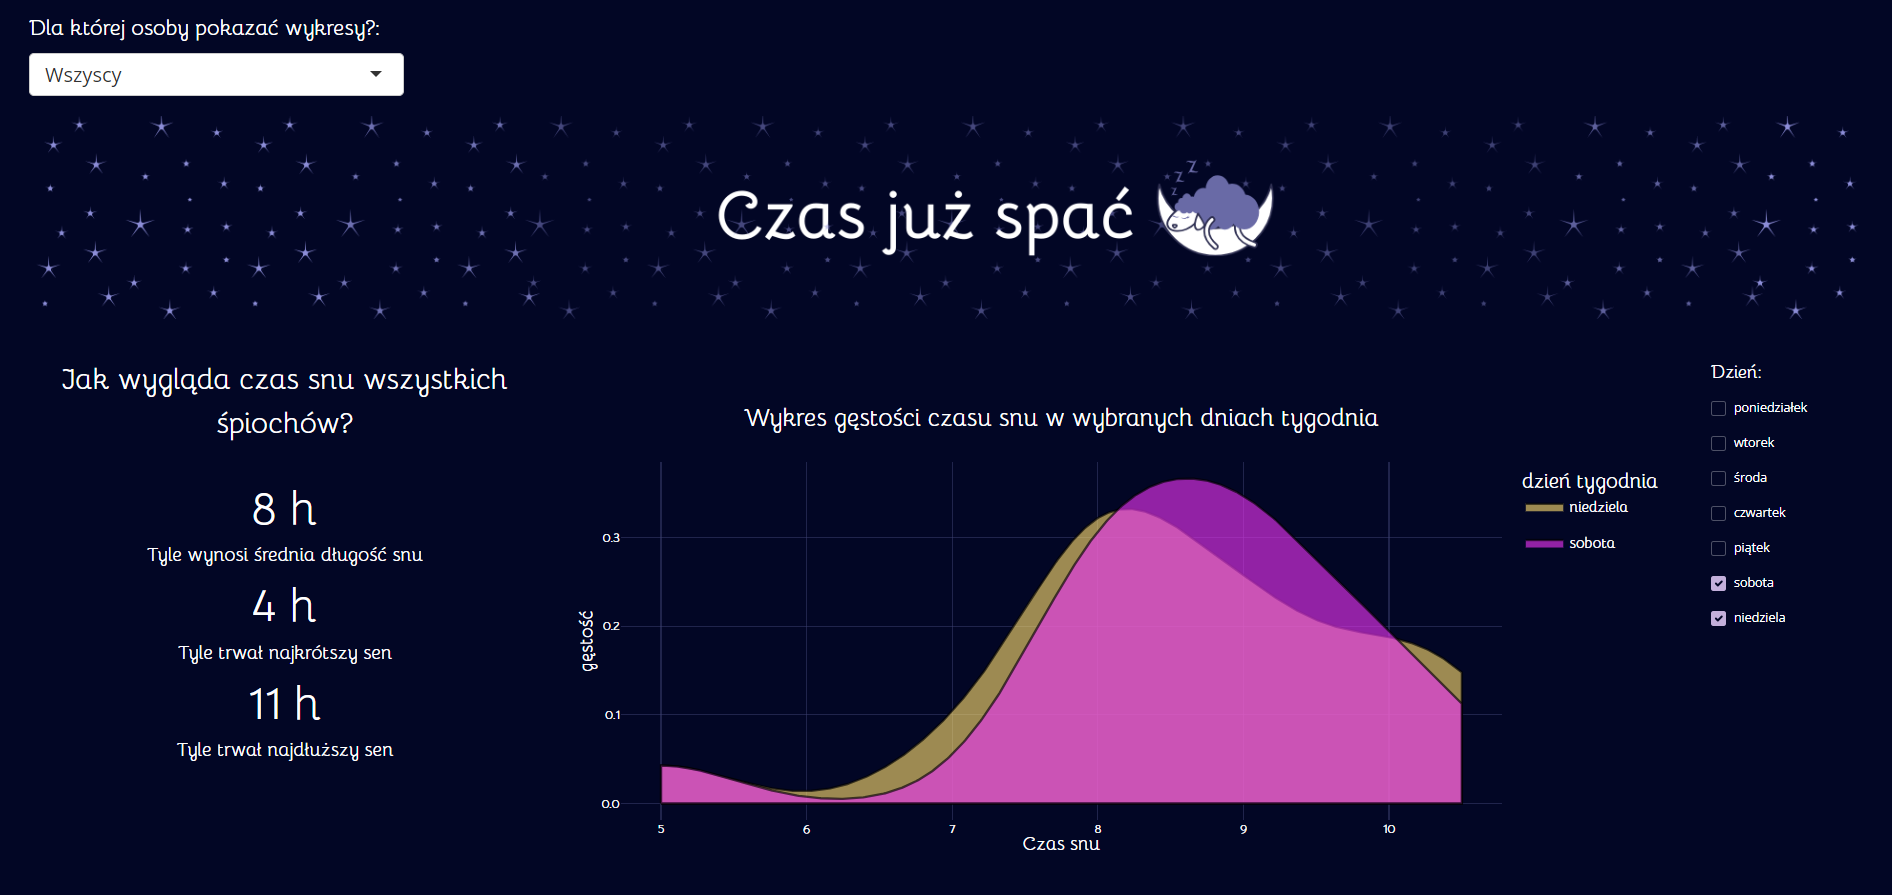 Dla której osoby pokazać wykresy?:
Wszyscy
Czas już spać
z z z
Jak wygląda czas snu wszystkich
śpiochów?
8 h
Tyle wynosi średnia długość snu
4 h
Tyle trwał najkrótszy sen
11 h
Tyle trwał najdłuższy sen
Wykres gęstości czasu snu w wybranych dniach tygodnia
gęstość
0.3
0.2
0.1
0.0
5 6 7 8 9 10
Czas snu
dzień tygodnia
niedziela
sobota
Dzień:
poniedziałek
wtorek
środa
czwartek
piątek
sobota
niedziela